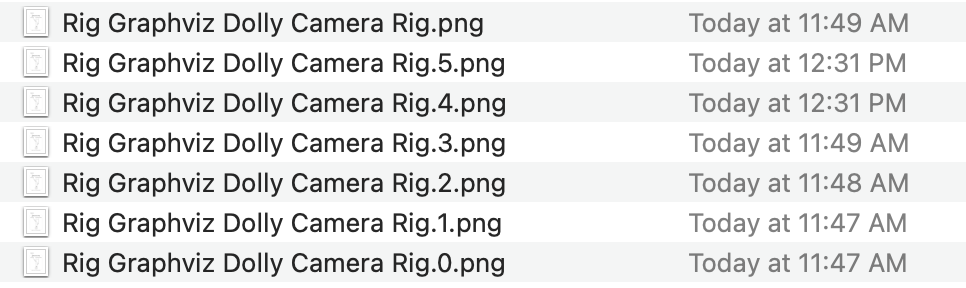 Rig Graphviz Dolly Camera Rig.png Today at 11:49 AM
Rig Graphviz Dolly Camera Rig.5.png Today at 12:31 PM
Rig Graphviz Dolly Camera Rig.4.png Today at 12:31 PM
Rig Graphviz Dolly Camera Rig.3.png Today at 11:49 AM
Rig Graphviz Dolly Camera Rig.2.png Today at 11:48 AM
Rig Graphviz Dolly Camera Rig.1.png Today at 11:47 AM
Rig Graphviz Dolly Camera Rig.0.png Today at 11:47 AM